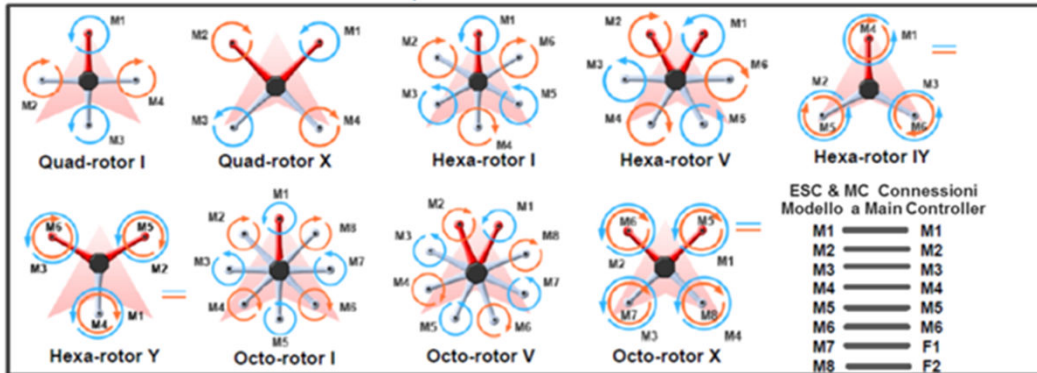 M1
M2
M4
M3
Quad-rotor I
M2
M1
M3
M4
Quad-rotor X
M1
M2
M6
M3
M5
M4
Hexa-rotor I
M2
M1
M3
M6
M4
M5
Hexa-rotor V
M4
M1
M2
M3
M5
M6
Hexa-rotor IY
M6
M5
M3
M2
M4
M1
Hexa-rotor Y
M1
M2
M8
M3
M7
M4
M6
M5
Octo-rotor I
M2
M1
M3
M8
M4
M7
M5
M6
Octo-rotor V
M6
M5
M2
M1
M7
M8
M3
M4
Octo-rotor X
ESC & MC Connessioni
Modello a Main Controller
M1 M1
M2 M2
M3 M3
M4 M4
M5 M5
M6 M6
M7 F1
M8 F2